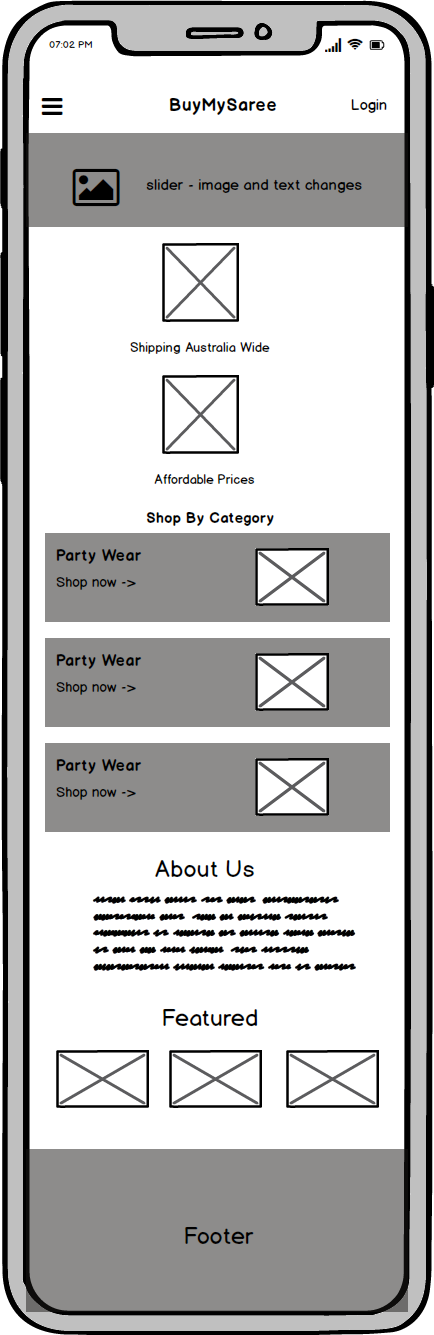 07:02 PM
BuyMySaree
Login
slider - image and text changes
Shipping Australia Wide
Affordable Prices
Shop By Category
Party Wear
Shop now ->
Party Wear
Shop now ->
Party Wear
Shop now ->
About Us
Featured
Footer